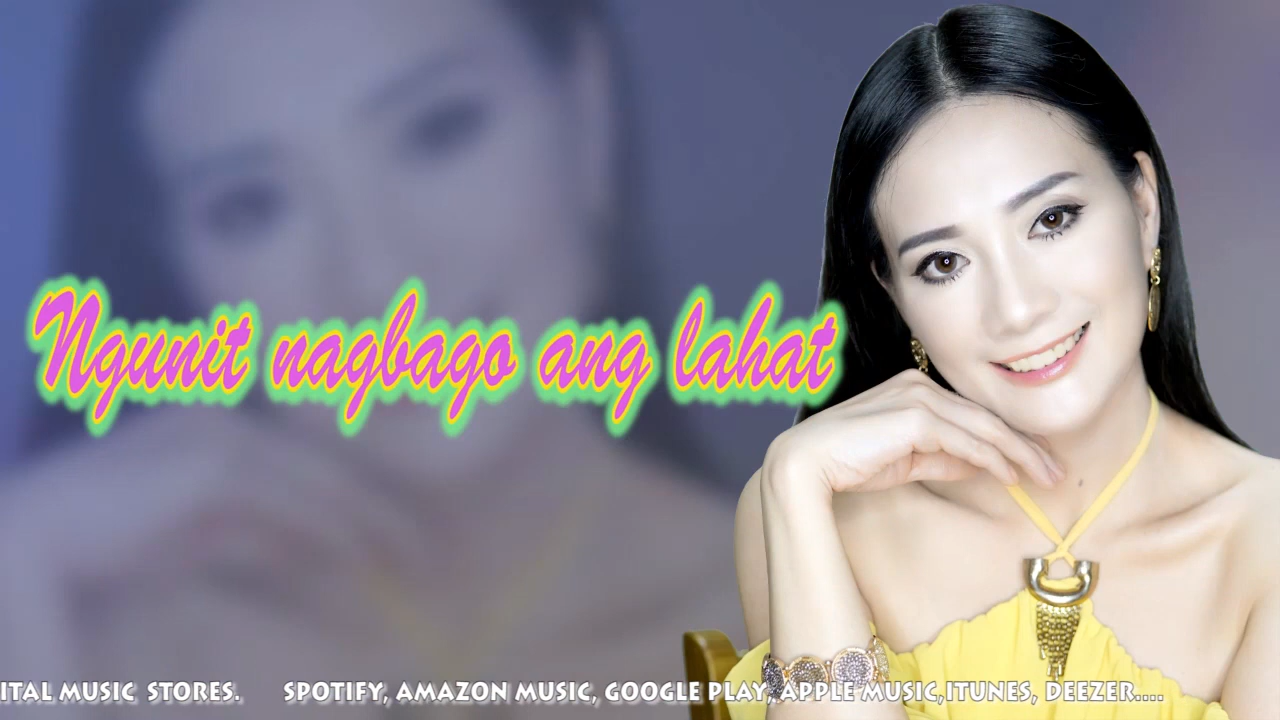 Ngunit nagbago ang lahat
ITAL MUSIC STORES. SPOTIFY, AMAZON MUSIC, GOOGLE PLAY, APPLE MUSIC,ITUNES, DEEZER....